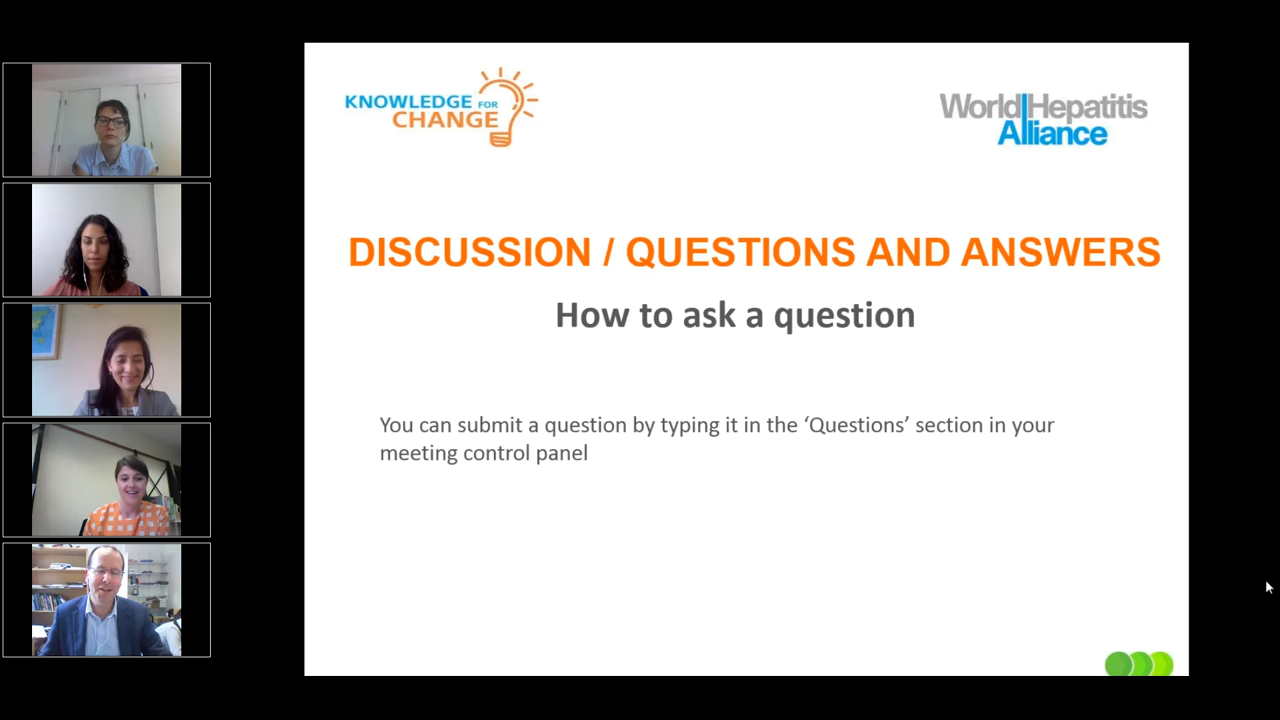 KNOWLEDGE FOR
CHANGE
World Hepatitis
Alliance
DISCUSSION / QUESTIONS AND ANSWERS
How to ask a question
You can submit a question by typing it in the ‘Questions’ section in your
meeting control panel